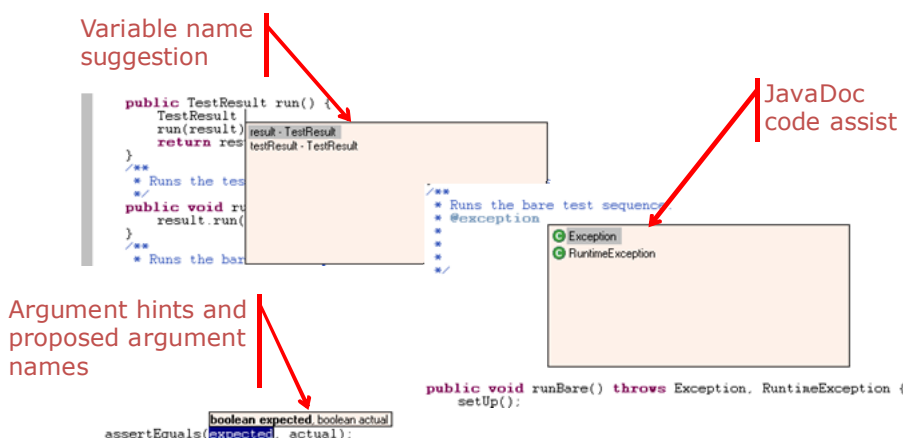 Variable name
suggestion
public TestResult run() {
TestResult
run(result)
return res
}
/**
* Runs the tes
*/
public void ru
result.run(
}
/**
* Runs the bar
result - TestResult
testResult - TestResult
JavaDoc
code assist
/**
* Runs the bare test sequence
* @exception
*
*
*
*/
Exception
RuntimeException
public void runBare() throws Exception, RuntimeException {
setUp();
Argument hints and
proposed argument
names
boolean expected, boolean actual
assertEquals(expected, actual);